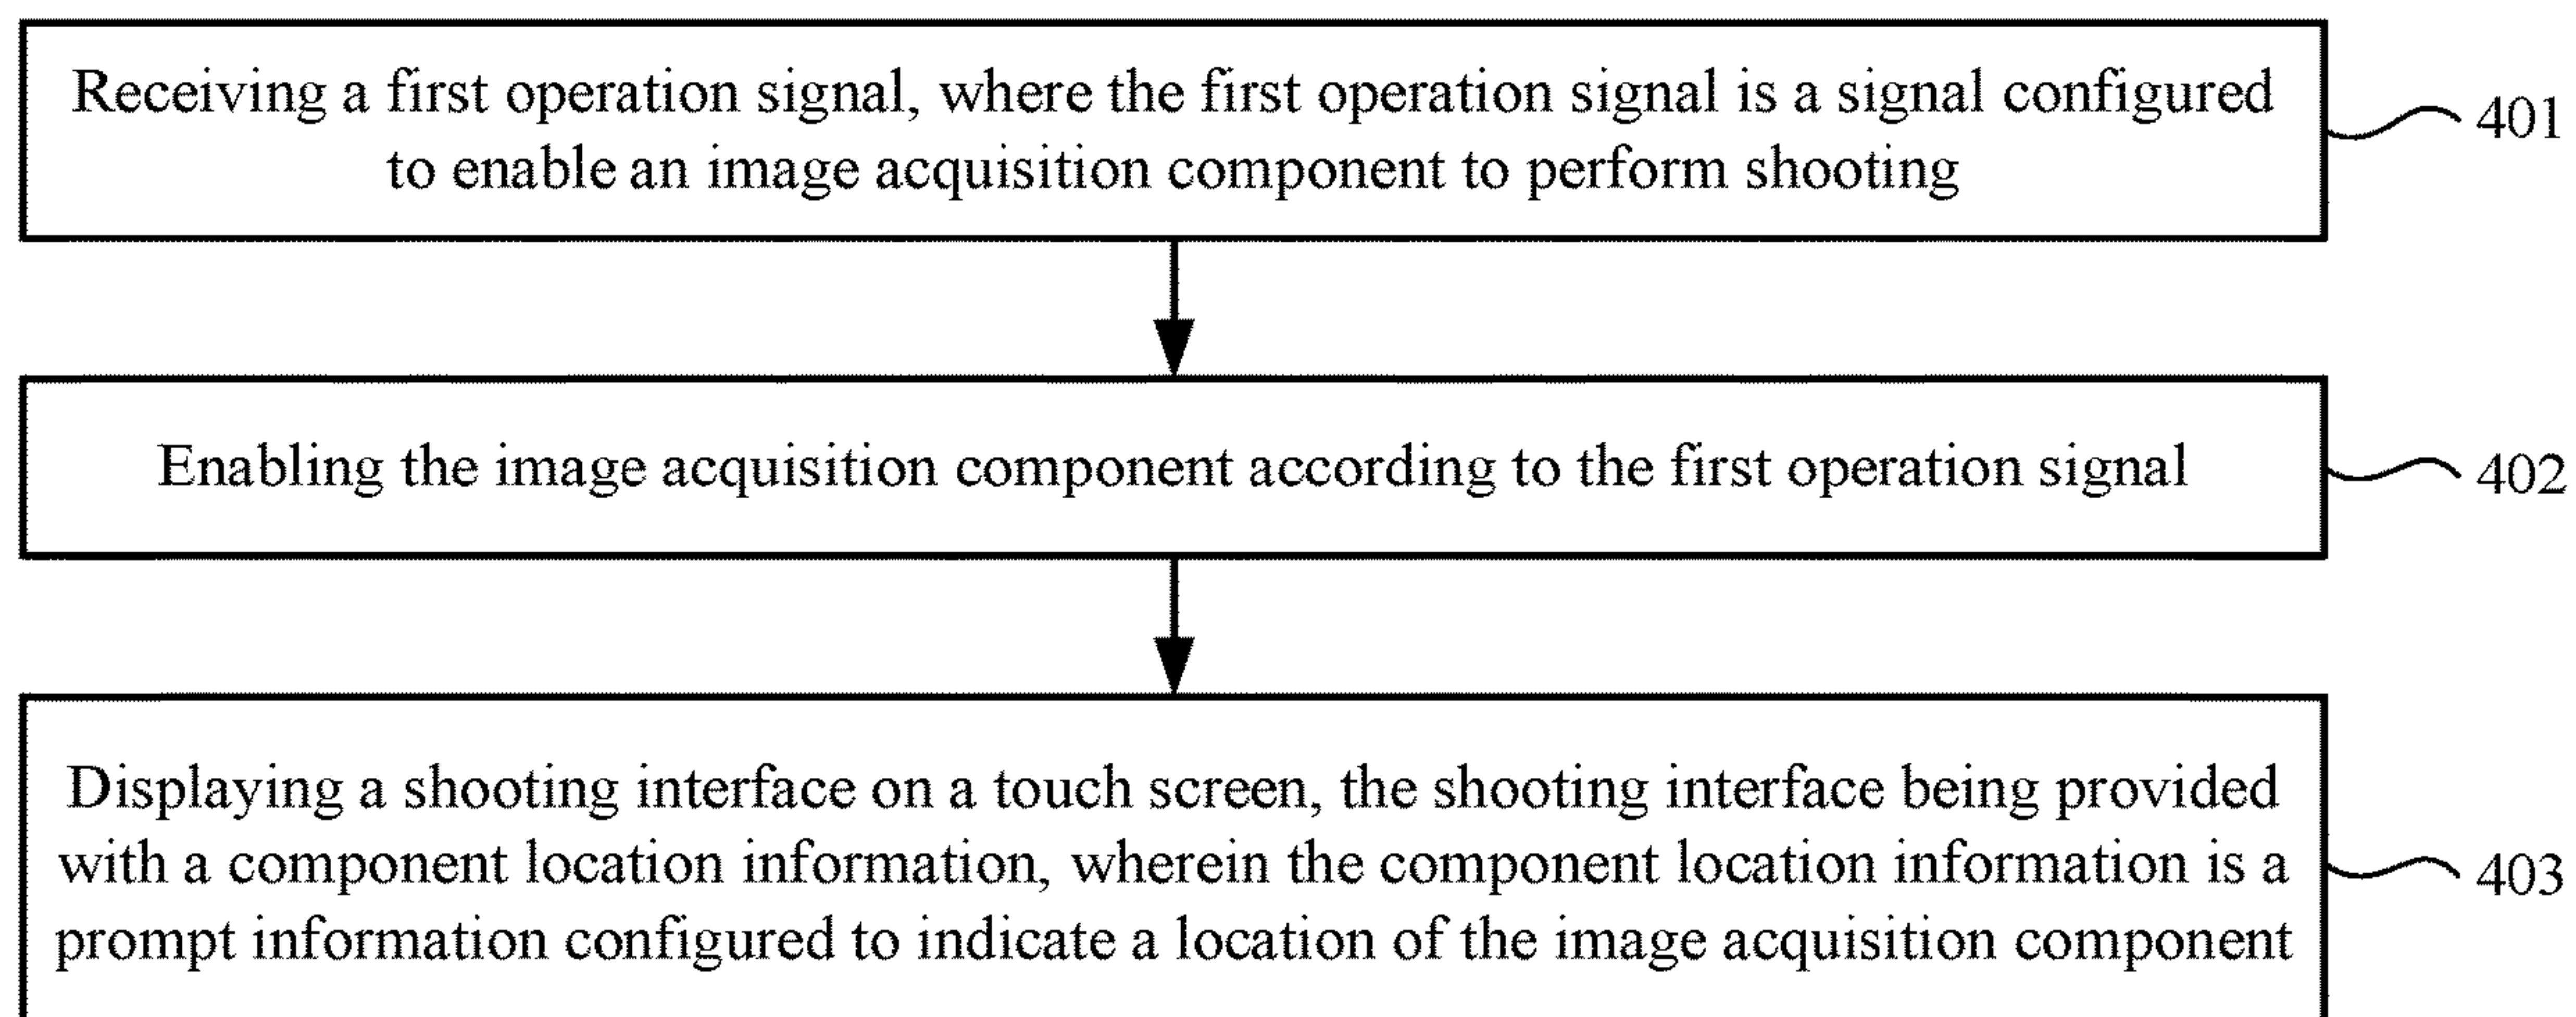 Receiving a first operation signal, where the first operation signal is a signal configured
to enable an image acquisition component to perform shooting
401
Enabling the image acquisition component according to the first operation signal
402
Displaying a shooting interface on a touch screen, the shooting interface being provided
with a component location information, wherein the component location information is a
prompt information configured to indicate a location of the image acquisition component
403